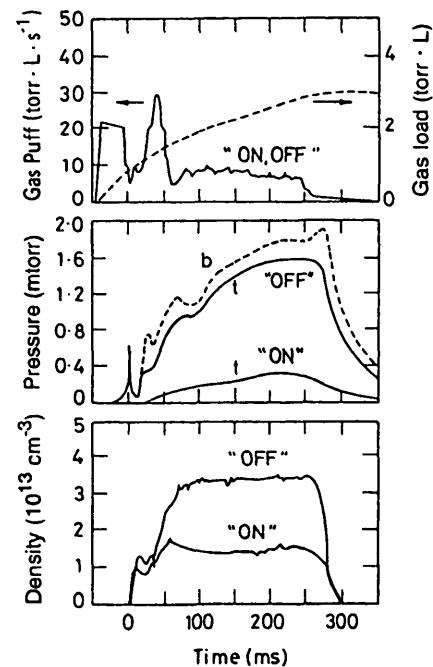 Gas Puff (torr · L · s⁻¹)
50
40
30
20
10
0
4
2
0
Gas load (torr · L)
"ON, OFF"
Pressure (mtorr)
2·0
1·6
1·2
0·8
0·4
0
b
t
"OFF"
t
"ON"
Density (10¹³ cm⁻³)
5
4
3
2
1
0
"OFF"
"ON"
0 100 200 300
Time (ms)